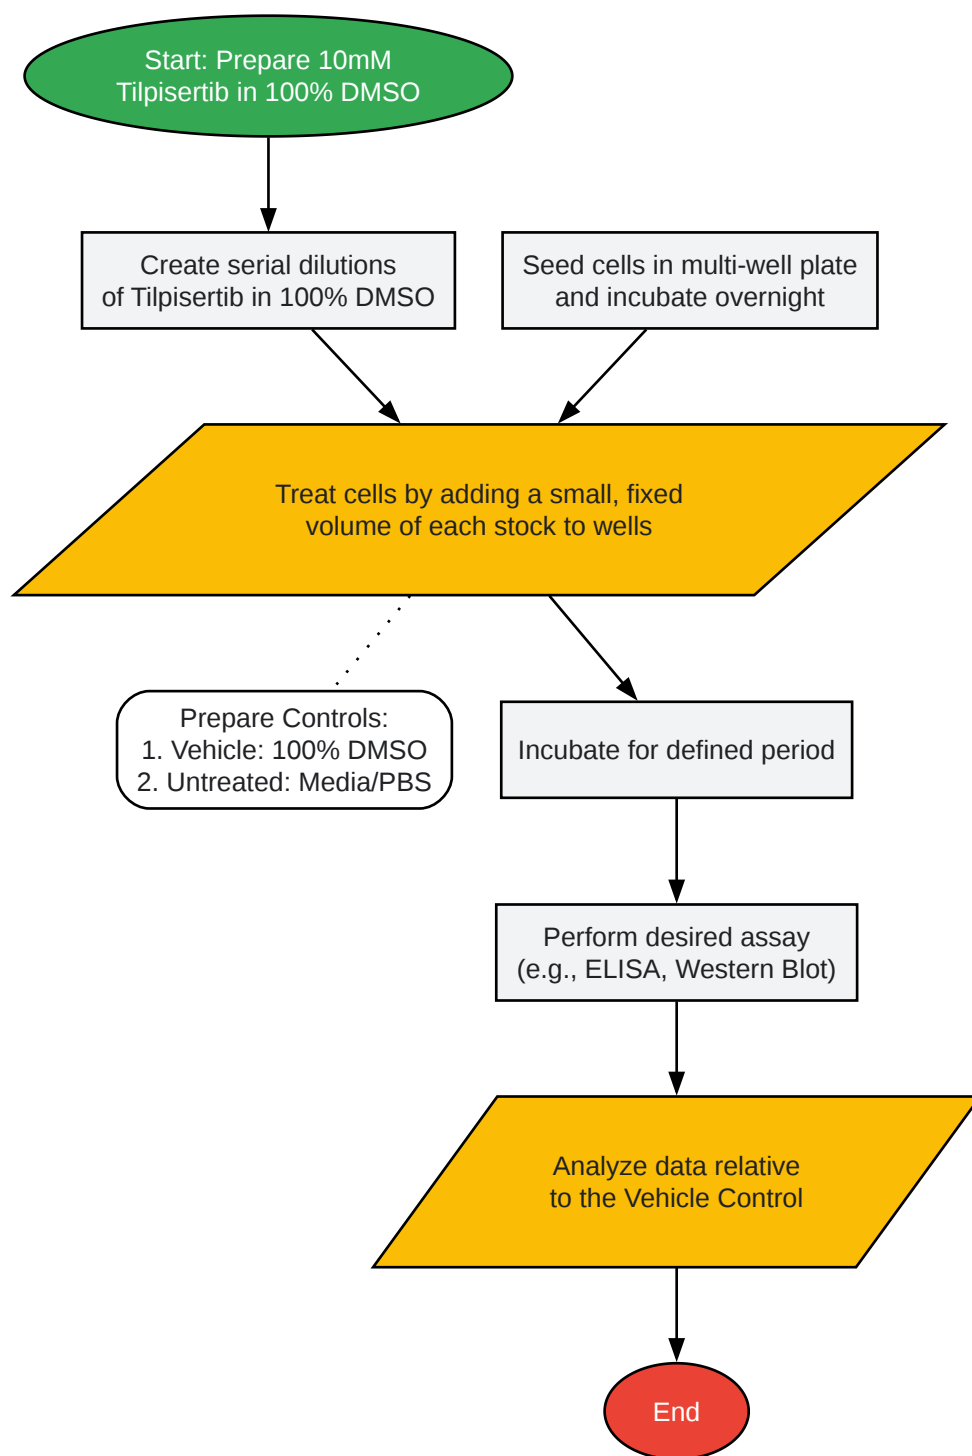 Start: Prepare 10mM
Tilpisertib in 100% DMSO
Create serial dilutions
of Tilpisertib in 100% DMSO
Seed cells in multi-well plate
and incubate overnight
Treat cells by adding a small, fixed
volume of each stock to wells
Prepare Controls:
1. Vehicle: 100% DMSO
2. Untreated: Media/PBS
Incubate for defined period
Perform desired assay
(e.g., ELISA, Western Blot)
Analyze data relative
to the Vehicle Control
End